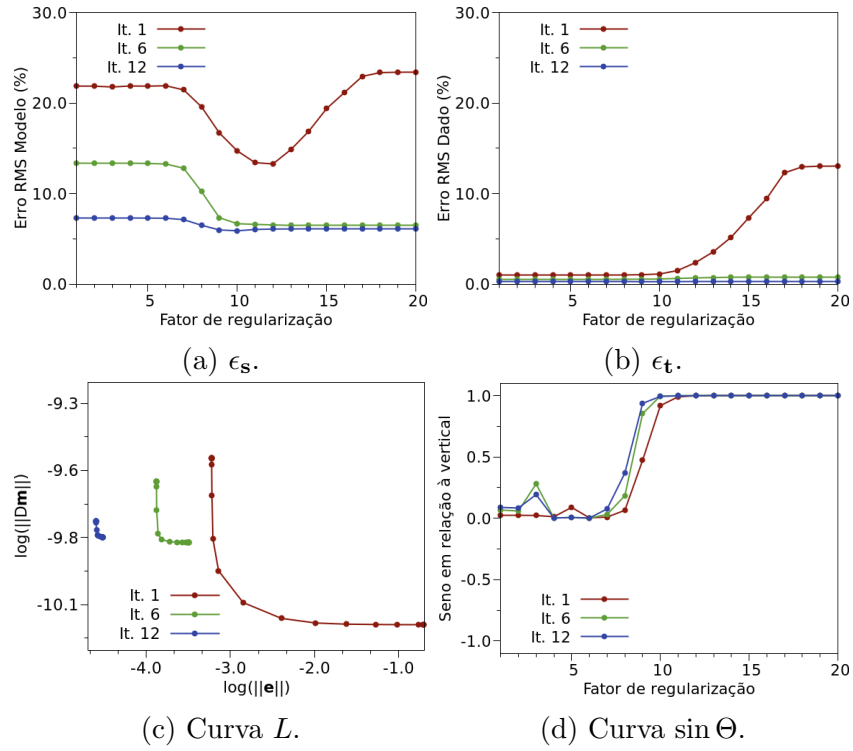 Erro RMS Modelo (%)
30.0
20.0
10.0
0.0
It. 1
It. 6
It. 12
5
10
15
20
Fator de regularização
(a) ϵ𝐬.
Erro RMS Dado (%)
30.0
20.0
10.0
0.0
It. 1
It. 6
It. 12
5
10
15
20
Fator de regularização
(b) ϵ𝐭.
log(||Dm||)
-9.3
-9.6
-9.8
-10.1
It. 1
It. 6
It. 12
-4.0
-3.0
-2.0
-1.0
log(||e||)
(c) Curva L.
Seno em relação à vertical
1.0
0.5
0.0
-0.5
-1.0
It. 1
It. 6
It. 12
5
10
15
20
Fator de regularização
(d) Curva sin Θ.